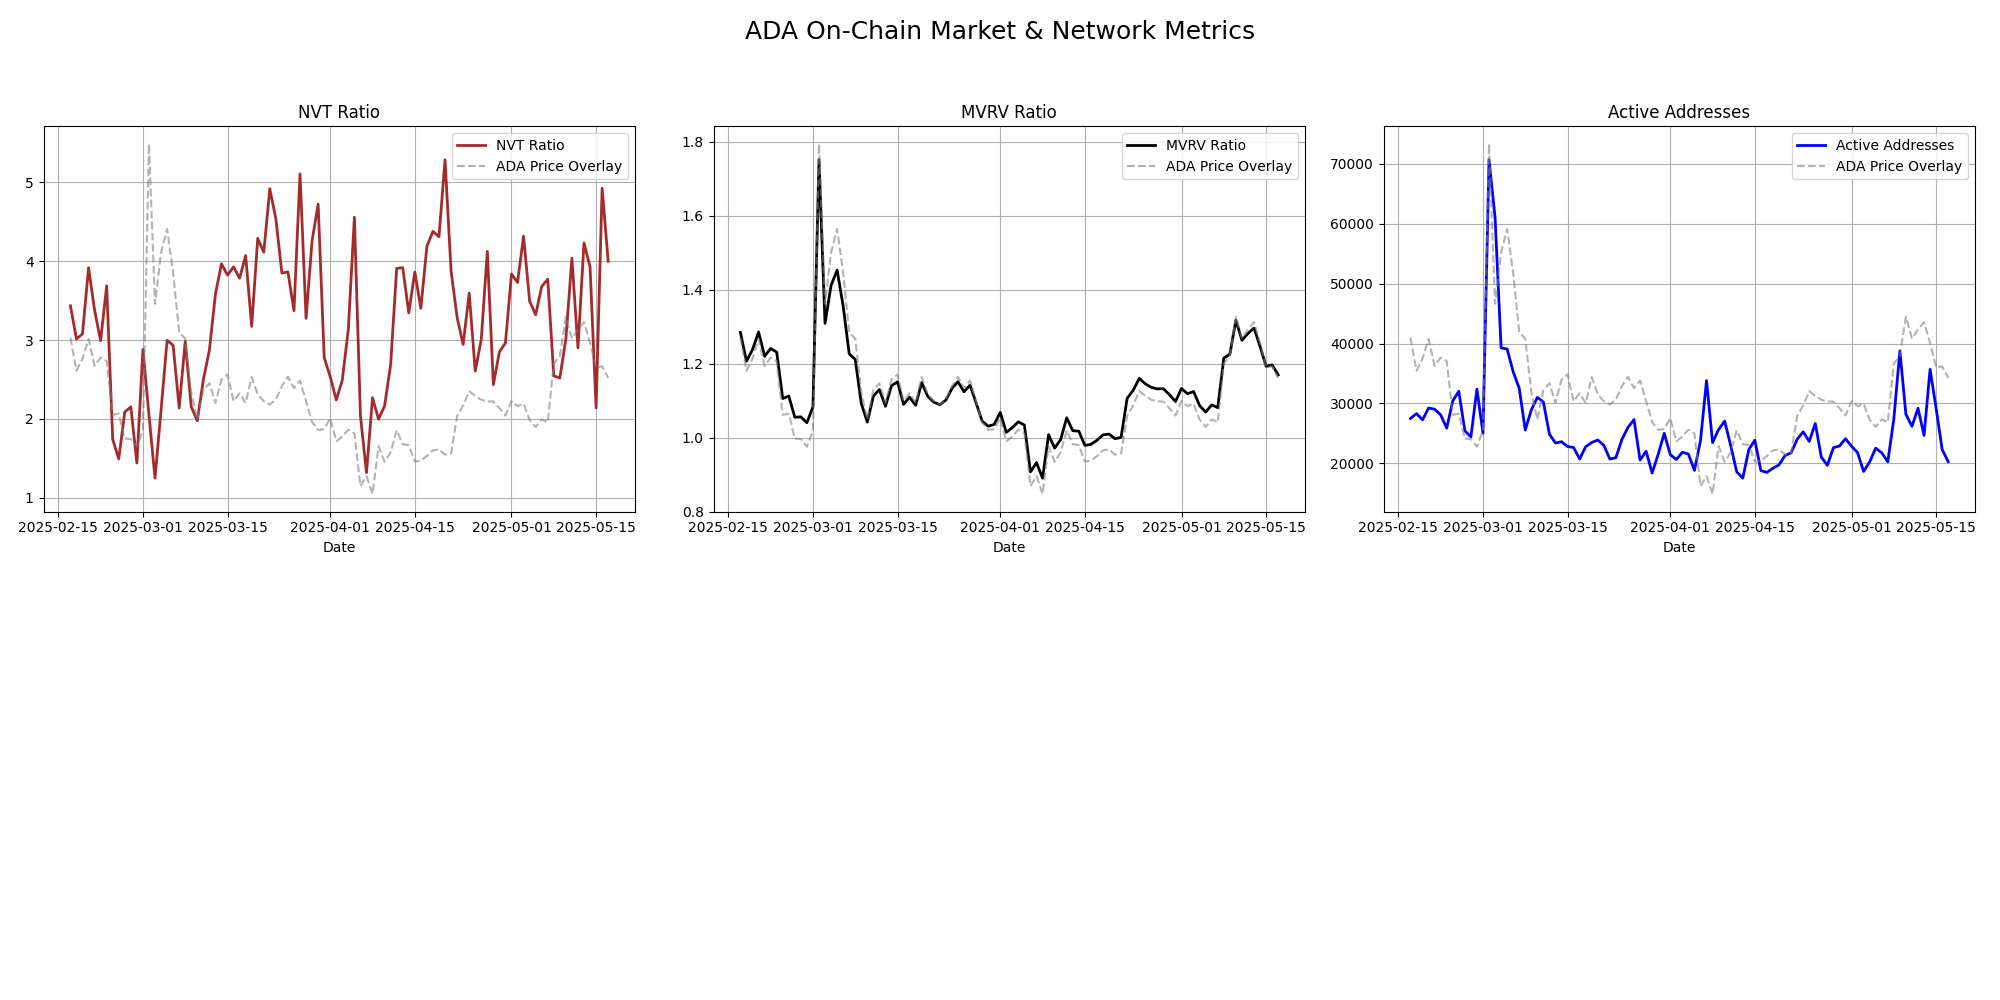 ADA On-Chain Market & Network Metrics
NVT Ratio
NVT Ratio
ADA Price Overlay
5
4
3
2
1
2025-02-15 2025-03-01 2025-03-15 2025-04-01 2025-04-15 2025-05-01 2025-05-15
Date
MVRV Ratio
MVRV Ratio
ADA Price Overlay
1.8
1.6
1.4
1.2
1.0
0.8
2025-02-15 2025-03-01 2025-03-15 2025-04-01 2025-04-15 2025-05-01 2025-05-15
Date
Active Addresses
Active Addresses
ADA Price Overlay
70000
60000
50000
40000
30000
20000
2025-02-15 2025-03-01 2025-03-15 2025-04-01 2025-04-15 2025-05-01 2025-05-15
Date